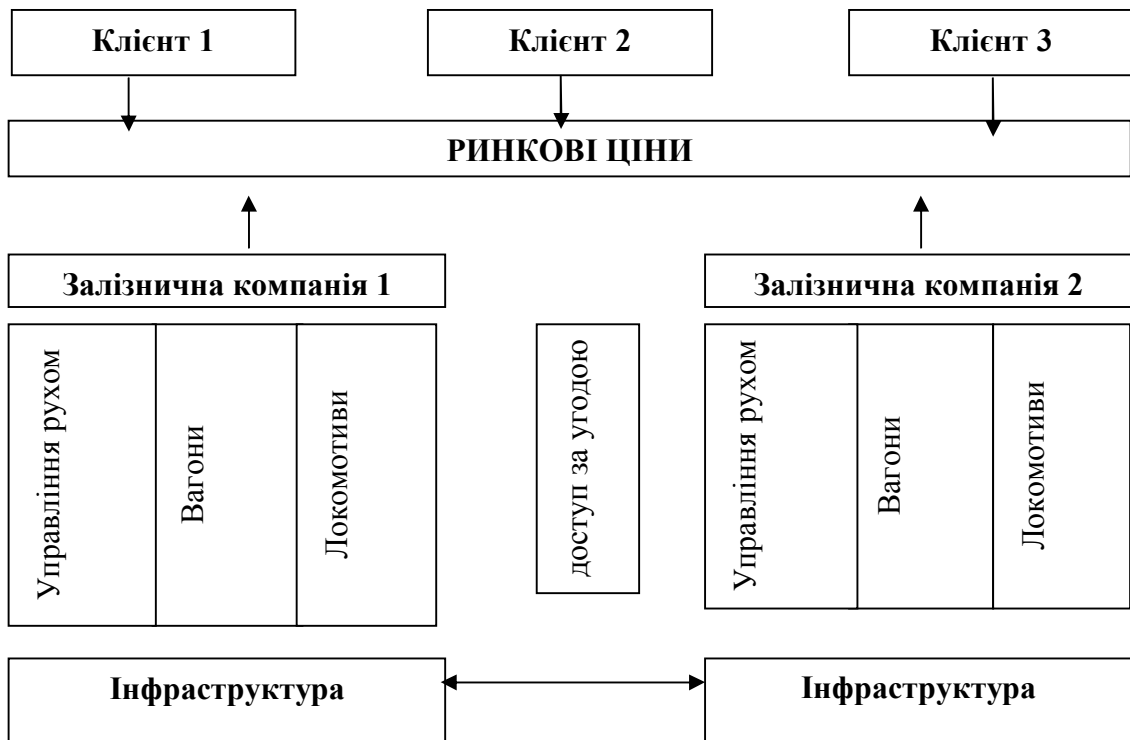 Клієнт 1
Клієнт 2
Клієнт 3
РИНКОВІ ЦІНИ
Залізнична компанія 1
Залізнична компанія 2
Управління рухом
Вагони
Локомотиви
доступ за угодою
Управління рухом
Вагони
Локомотиви
Інфраструктура
Інфраструктура